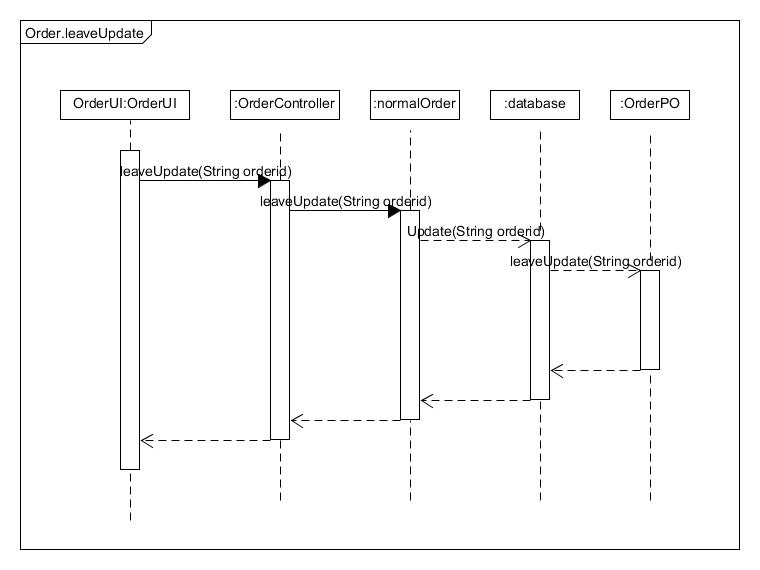 Order.leaveUpdate
OrderUI:OrderUI
:OrderController
:normalOrder
:database
:OrderPO
leaveUpdate(String orderid)
leaveUpdate(String orderid)
Update(String orderid)
leaveUpdate(String orderid)